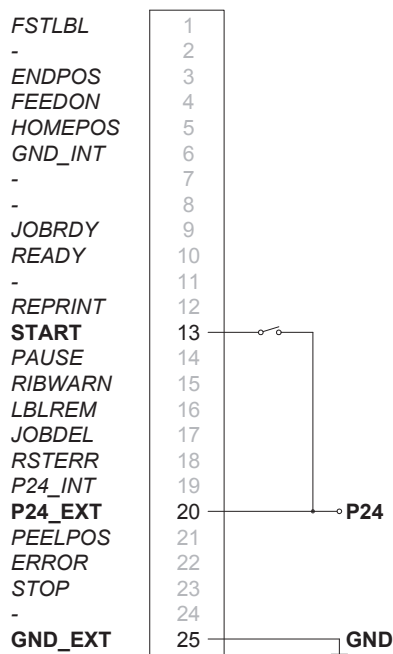 FSTLBL 1
- 2
ENDPOS 3
FEEDON 4
HOMEPOS 5
GND_INT 6
- 7
- 8
JOBRDY 9
READY 10
- 11
REPRINT 12
START 13
PAUSE 14
RIBWARN 15
LBLREM 16
JOBDEL 17
RSTERR 18
P24_INT 19
P24_EXT 20 P24
PEELPOS 21
ERROR 22
STOP 23
- 24
GND_EXT 25 GND